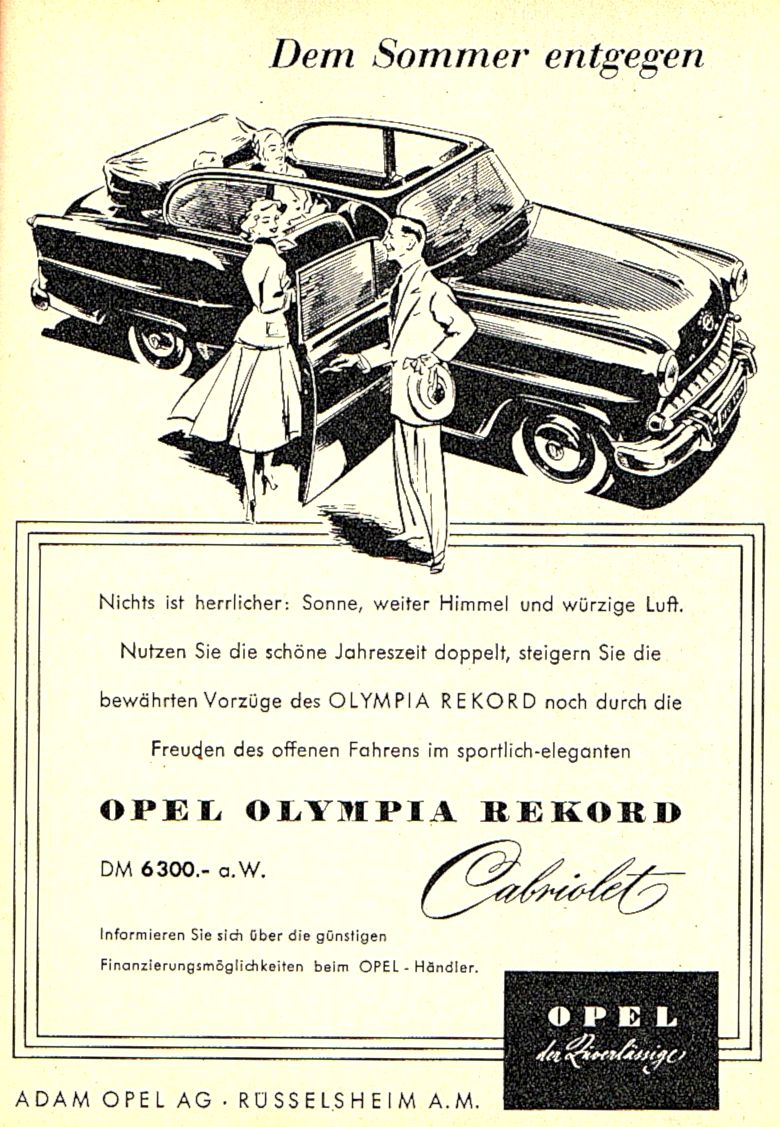 Dem Sommer entgegen
Nichts ist herrlicher: Sonne, weiter Himmel und würzige Luft.
Nutzen Sie die schöne Jahreszeit doppelt, steigern Sie die
bewährten Vorzüge des OLYMPIA REKORD noch durch die
Freuden des offenen Fahrens im sportlich-eleganten
OPEL OLYMPIA REKORD
DM 6300.- a.W.
Cabriolet
Informieren Sie sich über die günstigen
Finanzierungsmöglichkeiten beim OPEL - Händler.
OPEL
der Zuverlässige
ADAM OPEL AG · RÜSSELSHEIM A.M.